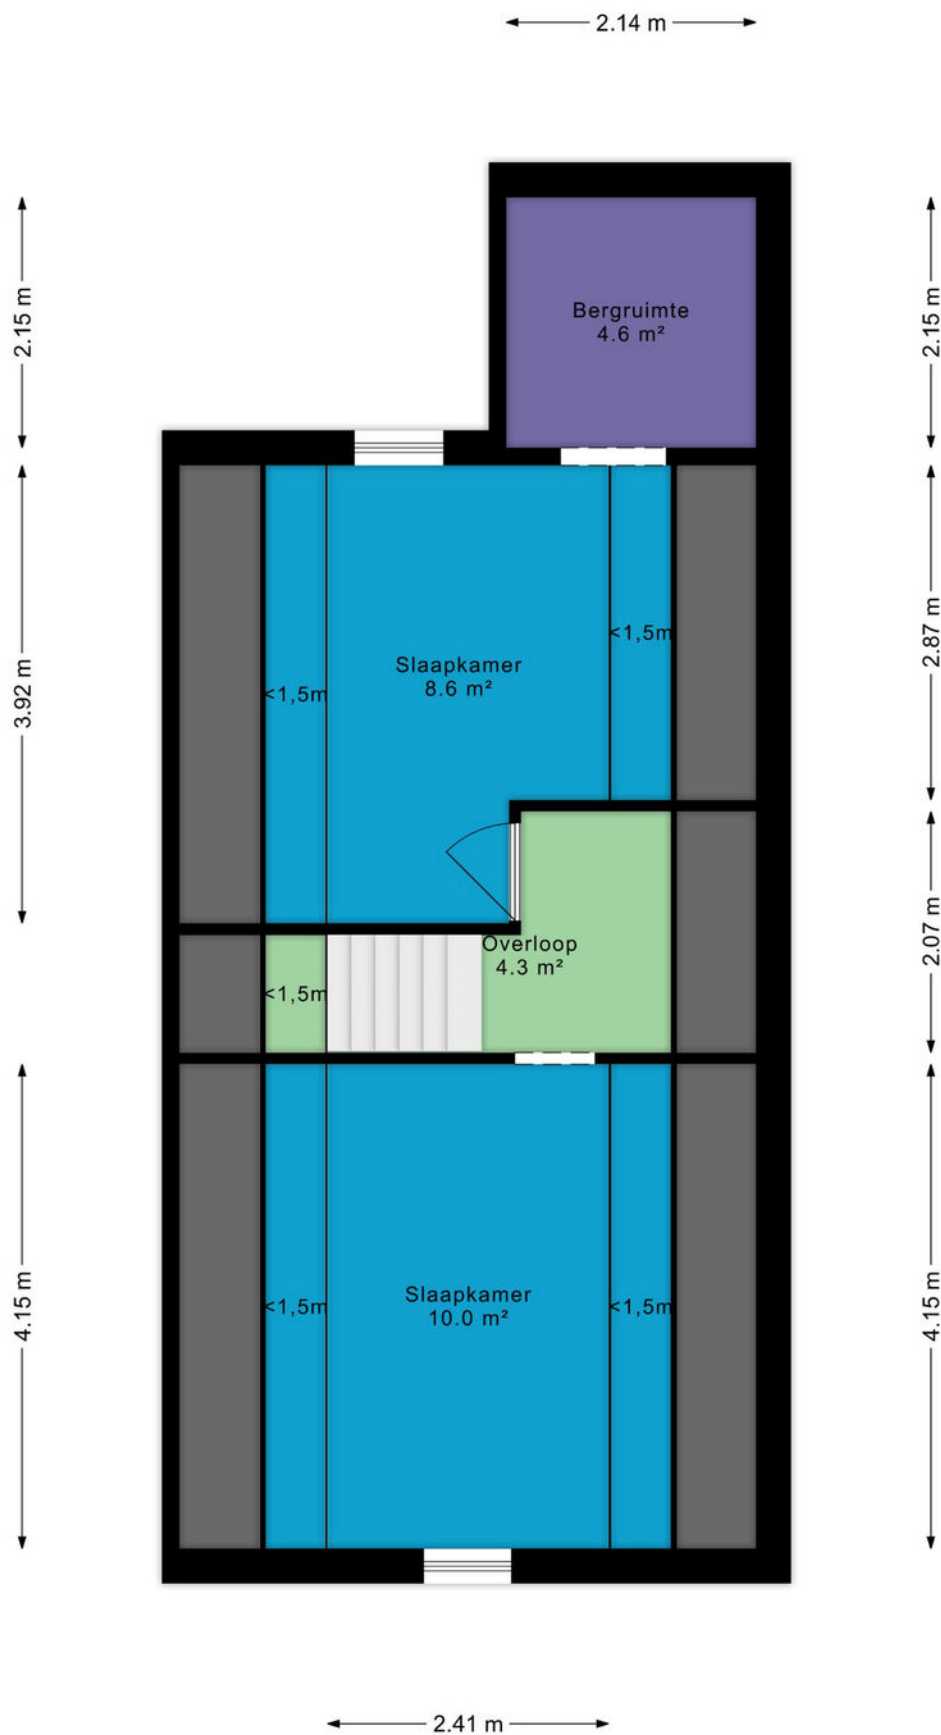 2.14 m
2.15 m
Bergruimte
4.6 m²
2.15 m
3.92 m
<1,5m
Slaapkamer
8.6 m²
<1,5m
2.87 m
<1,5m
Overloop
4.3 m²
2.07 m
4.15 m
<1,5m
Slaapkamer
10.0 m²
<1,5m
4.15 m
2.41 m